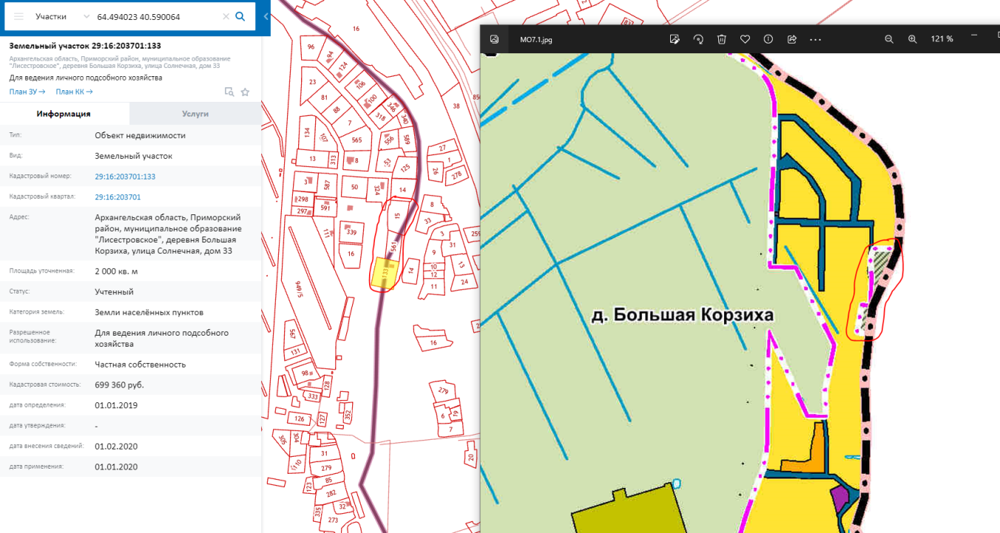 Участки
64.494023 40.590064
Земельный участок 29:16:203701:133
Архангельская область, Приморский район, муниципальное образование
"Лисестровское", деревня Большая Корзиха, улица Солнечная, дом 33
Для ведения личного подсобного хозяйства
План ЗУ →
План КК →
Информация
Услуги
Тип:
Объект недвижимости
Вид:
Земельный участок
Кадастровый номер:
29:16:203701:133
Кадастровый квартал:
29:16:203701
Адрес:
Архангельская область, Приморский
район, муниципальное образование
"Лисестровское", деревня Большая
Корзиха, улица Солнечная, дом 33
Площадь уточненная:
2 000 кв. м
Статус:
Учтенный
Категория земель:
Земли населённых пунктов
Разрешенное
использование:
Для ведения личного подсобного
хозяйства
Форма собственности:
Частная собственность
Кадастровая стоимость:
699 360 руб.
дата определения:
01.01.2019
дата утверждения:
-
дата внесения сведений:
01.02.2020
дата применения:
01.01.2020
16
96
94
124
23
106
81
100
88
346
318
340
38
7
134
107
565
556
589
27
1
13
313
8
53
125
26
278
3
587
50
324
14
298
297
591
8
15
33
111
339
3
259
31
16
561
9
10
13
133
14
12
11
24
949/5
567
131
16
98
128
333
279
352
126
127
6
19
7
305
304
31
20
110
279
85
123
282
335
32
273
МО7.1.jpg
121 %
д. Большая Корзиха